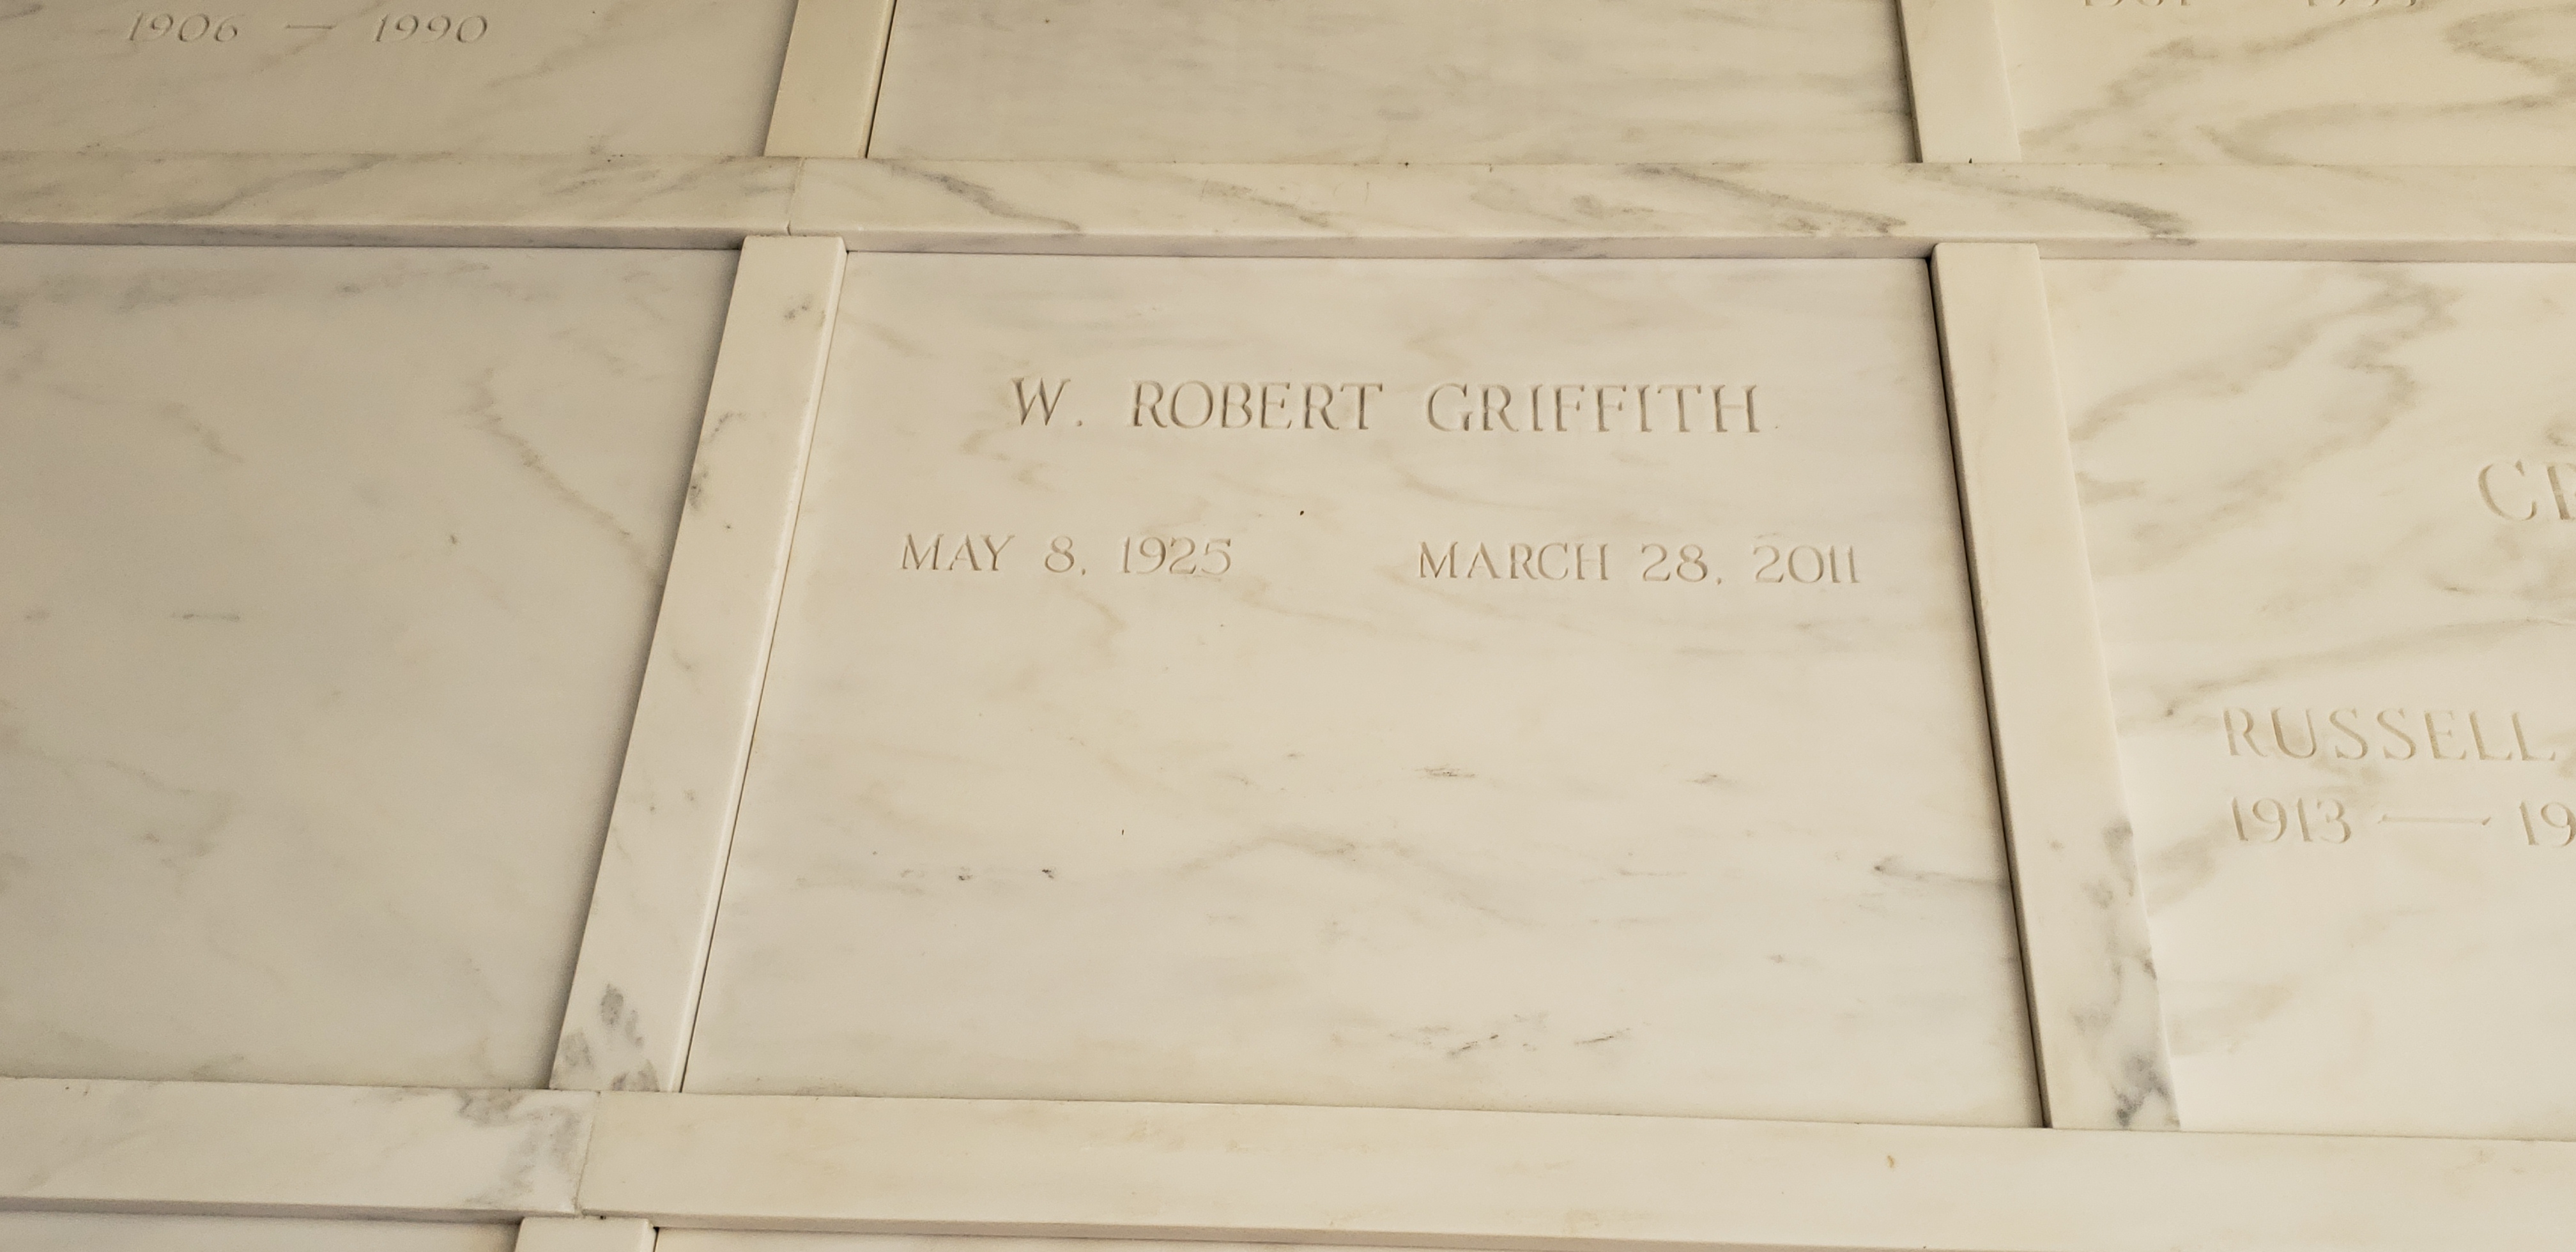 1906 — 1990
W. ROBERT GRIFFITH
MAY 8, 1925 MARCH 28, 2011
RUSSELL
1913 —